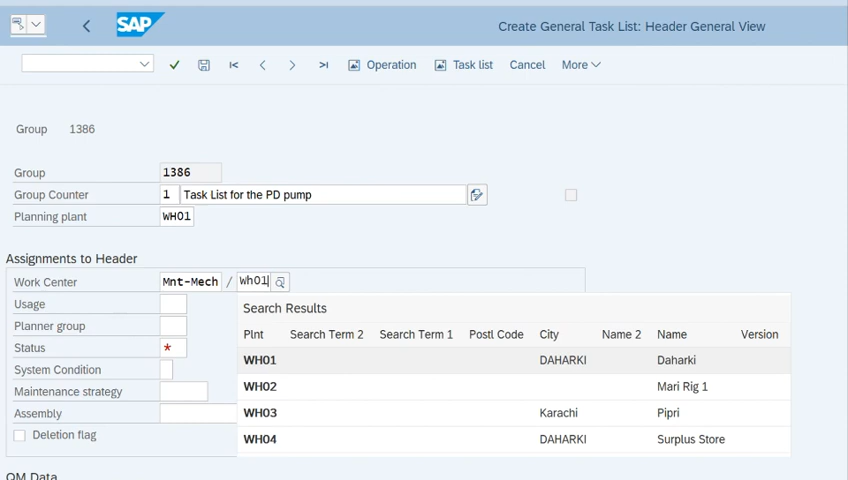 SAP Create General Task List: Header General View
Operation Task list Cancel More
Group 1386
Group 1386
Group Counter 1 Task List for the PD pump
Planning plant WH01
Assignments to Header
Work Center Mnt-Mech / Wh01
Usage
Planner group
Status *
System Condition
Maintenance strategy
Assembly
Deletion flag
Search Results
Plnt Search Term 2 Search Term 1 Postl Code City Name 2 Name Version
WH01 DAHARKI Daharki
WH02 Mari Rig 1
WH03 Karachi Pipri
WH04 DAHARKI Surplus Store
QM Data